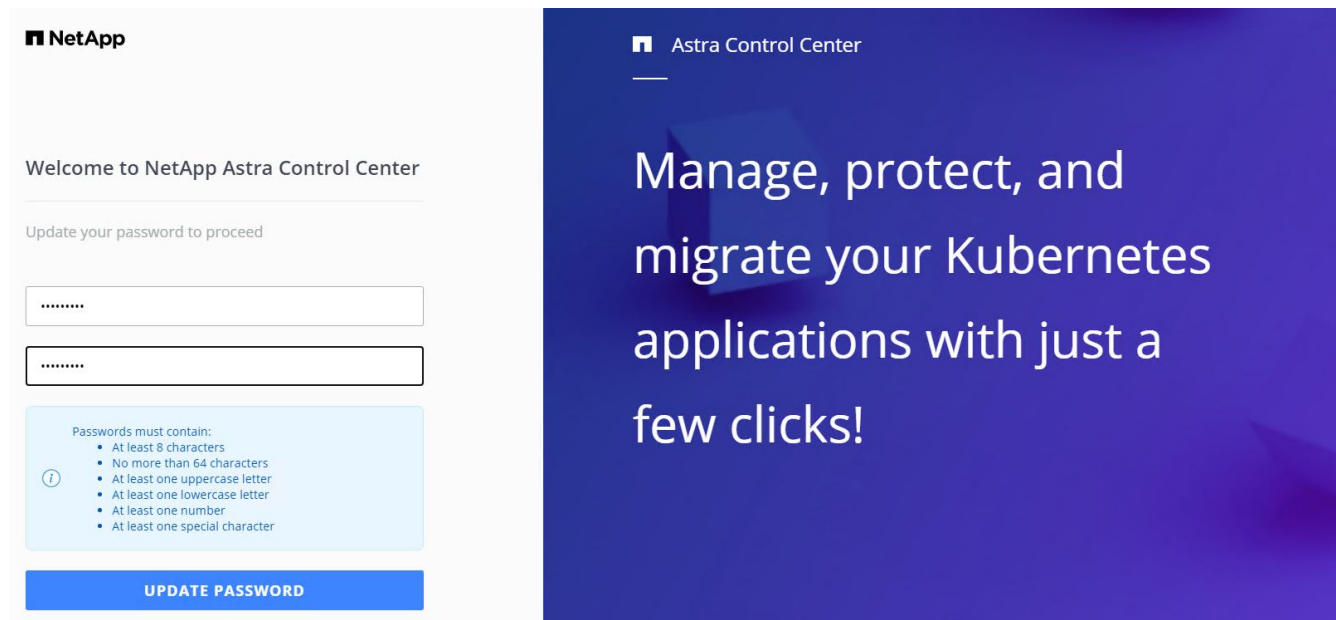 NetApp
Welcome to NetApp Astra Control Center
Update your password to proceed
•••••••••
•••••••••
Passwords must contain:
• At least 8 characters
• No more than 64 characters
• At least one uppercase letter
• At least one lowercase letter
• At least one number
• At least one special character
UPDATE PASSWORD
Astra Control Center
Manage, protect, and
migrate your Kubernetes
applications with just a
few clicks!